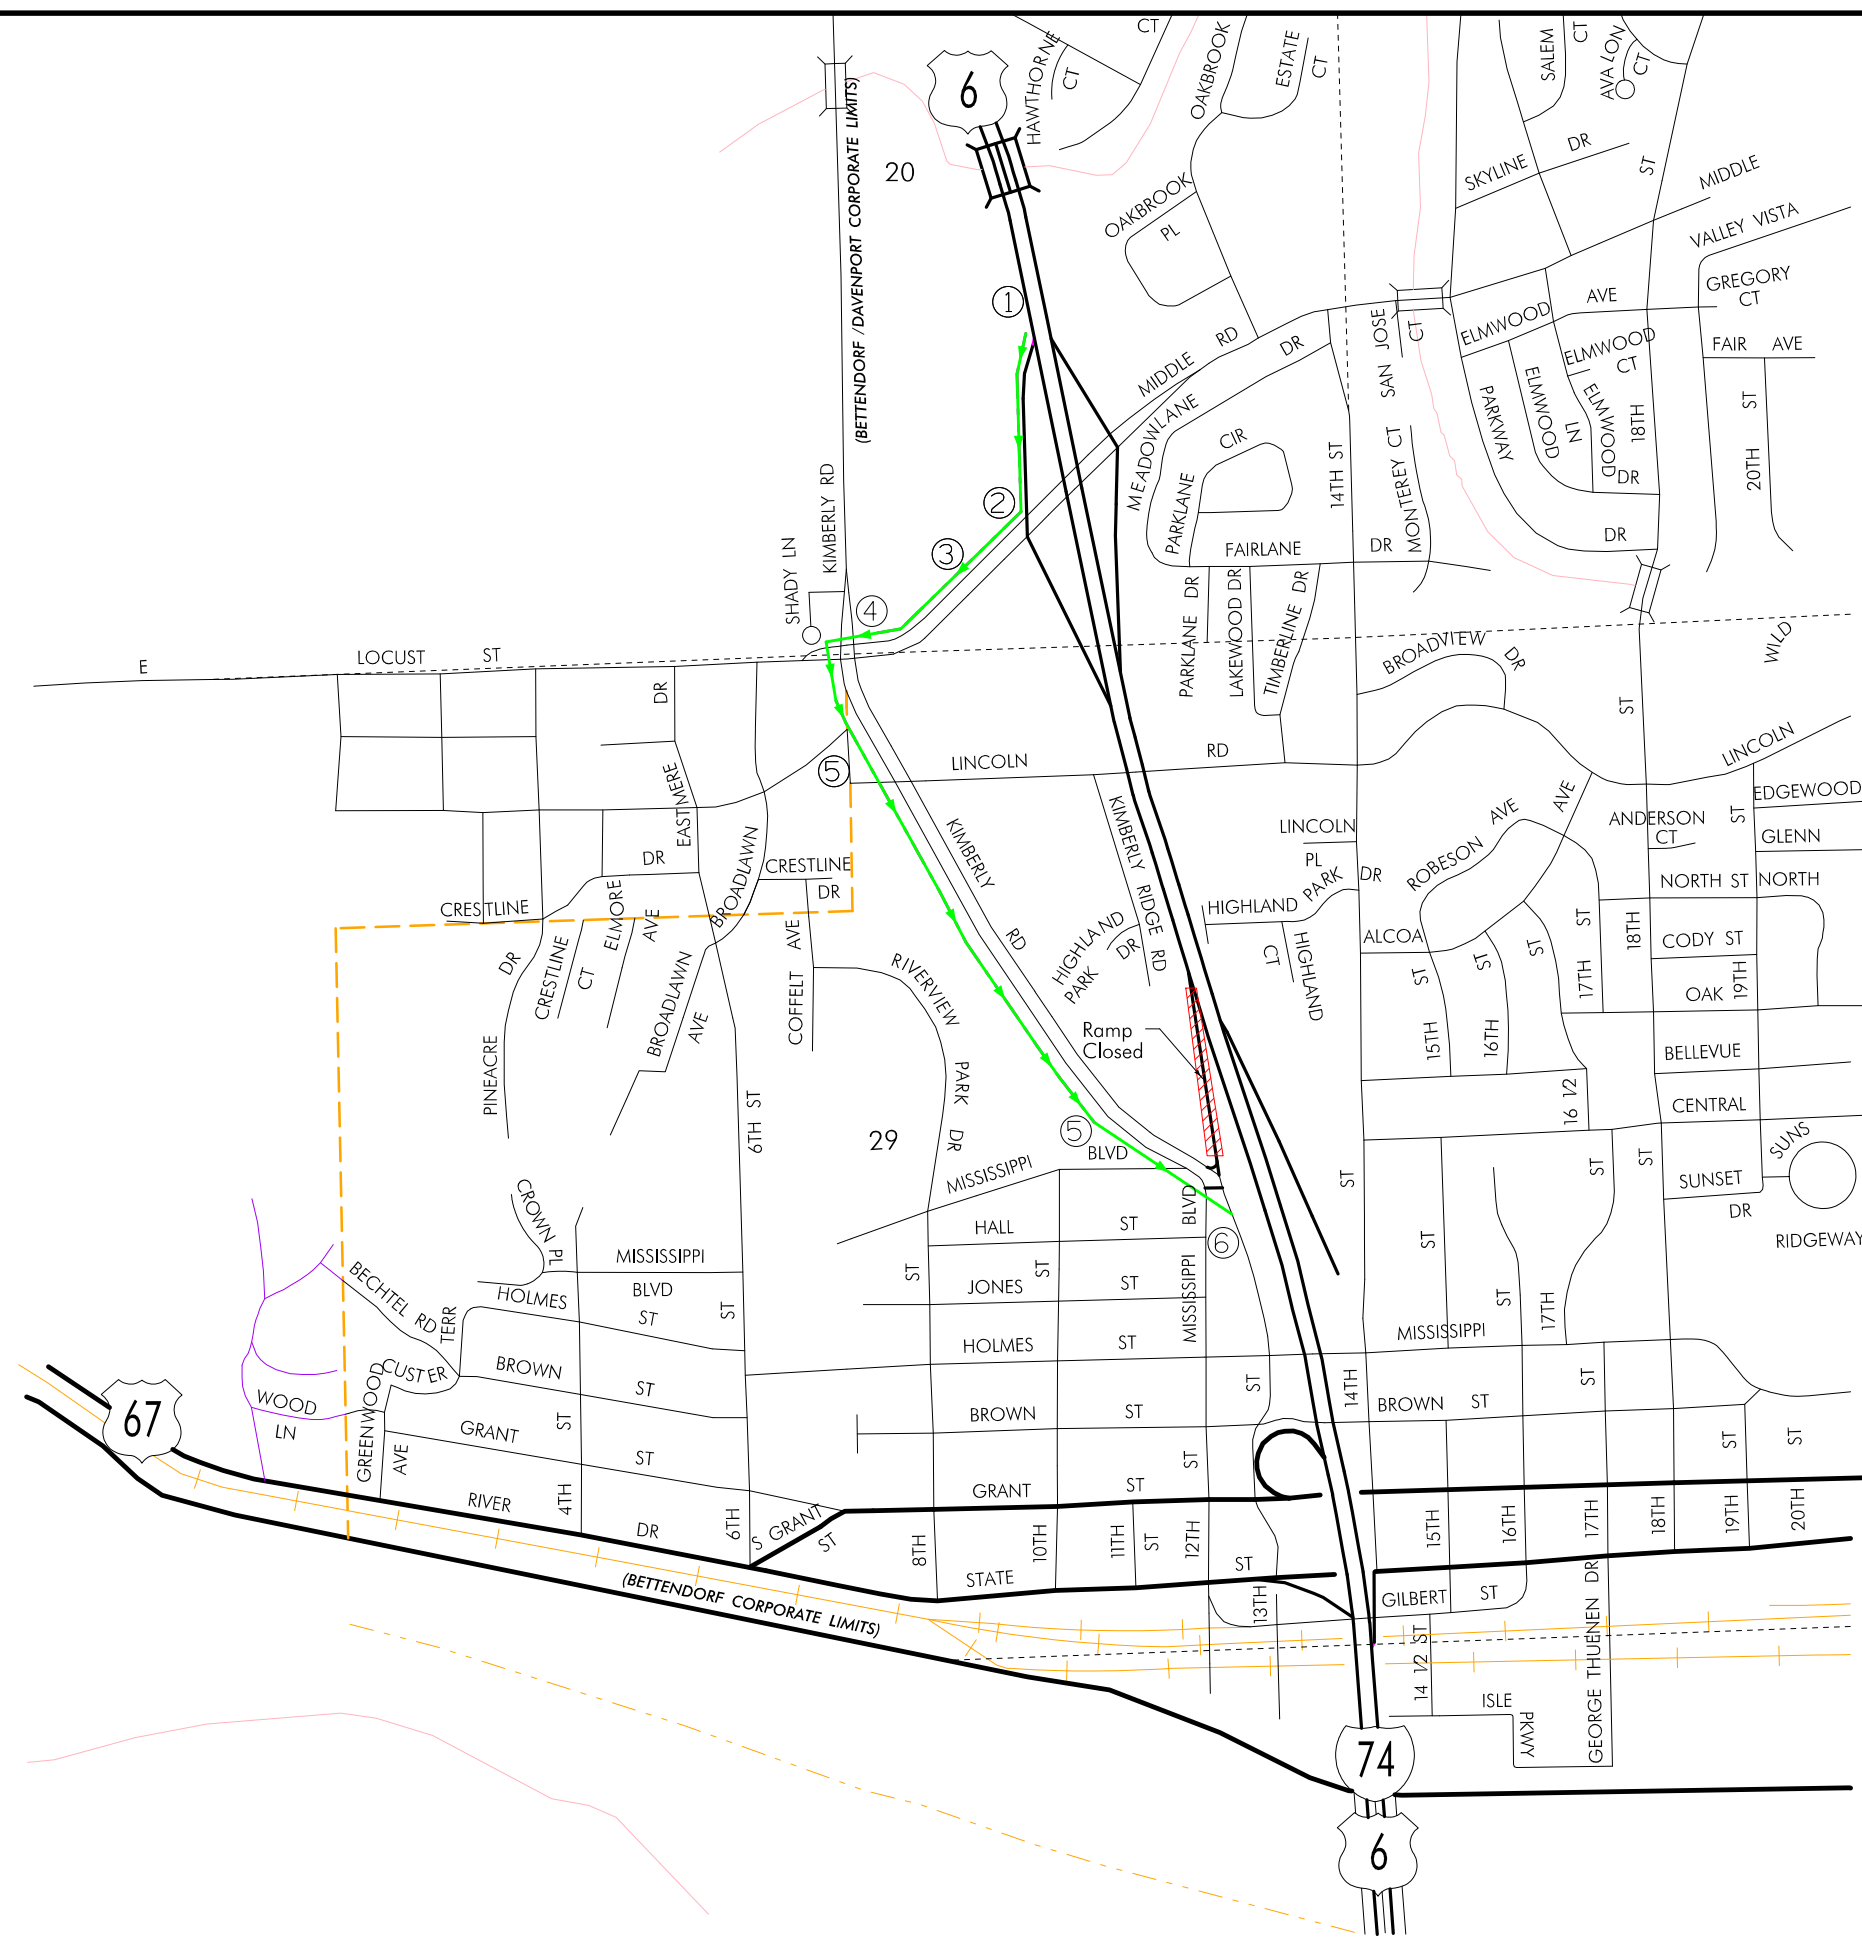 CT
HAWTHORNE
CT
OAKBROOK
ESTATE
CT
SALEM
CT
AVALON
CT
6
(BETTENDORF /DAVENPORT CORPORATE LIMITS)
20
OAKBROOK
PL
SKYLINE
DR
ST
MIDDLE
VALLEY VISTA
GREGORY
CT
1
MIDDLE
RD
DR
SAN JOSE
CT
ELMWOOD
AVE
ELMWOOD
CT
FAIR AVE
PARKWAY
ELMWOOD
LN
ELMWOOD
DR
18TH
20TH
ST
DR
MEADOWLANE
PARKLANE
CIR
14TH ST
MONTEREY CT
FAIRLANE
DR
KIMBERLY RD
SHADY LN
2
3
4
E
LOCUST
ST
PARKLANE DR
LAKEWOOD DR
TIMBERLINE DR
BROADVIEW
DR
WILD
ST
DR
EASTMERE
5
LINCOLN
RD
LINCOLN
KIMBERLY
RD
KIMBERLY RIDGE RD
LINCOLN
PL
HIGHLAND
PARK
DR
ROBESON
AVE
AVE
ANDERSON
CT
ST
EDGEWOOD
GLENN
NORTH ST
NORTH
CRESTLINE
DR
BROADLAWN
CRESTLINE
DR
CRESTLINE
CT
ELMORE
AVE
DR
BROADLAWN
AVE
COFFELT
AVE
PINEACRE
RIVERVIEW
PARK
DR
HIGHLAND
PARK
DR
CT
HIGHLAND
ALCOA
ST
15TH
ST
16TH
ST
ST
17TH
18TH
CODY ST
OAK
19TH
Ramp
Closed
BELLEVUE
16 1/2
CENTRAL
6TH ST
29
5
BLVD
MISSISSIPPI
ST
ST
ST
SUNS
SUNSET
DR
RIDGEWAY
CROWN PL
MISSISSIPPI
BLVD
HALL
ST
MISSISSIPPI
BLVD
6
ST
BECHTEL RD
HOLMES
ST
TERR
ST
ST
JONES
ST
ST
ST
17TH
HOLMES
ST
MISSISSIPPI
CUSTER
BROWN
ST
67
WOOD
LN
GREENWOOD
AVE
GRANT
ST
ST
4TH
BROWN
ST
ST
14TH
BROWN
ST
ST
ST
ST
GRANT
ST
ST
RIVER
DR
6TH
S GRANT
ST
8TH
10TH
11TH
ST
12TH
15TH
16TH
17TH
18TH
19TH
20TH
STATE
ST
13TH
GILBERT
ST
(BETTENDORF CORPORATE LIMITS)
14 1/2 ST
GEORGE THUENEN DR
ISLE
PKWY
74
6